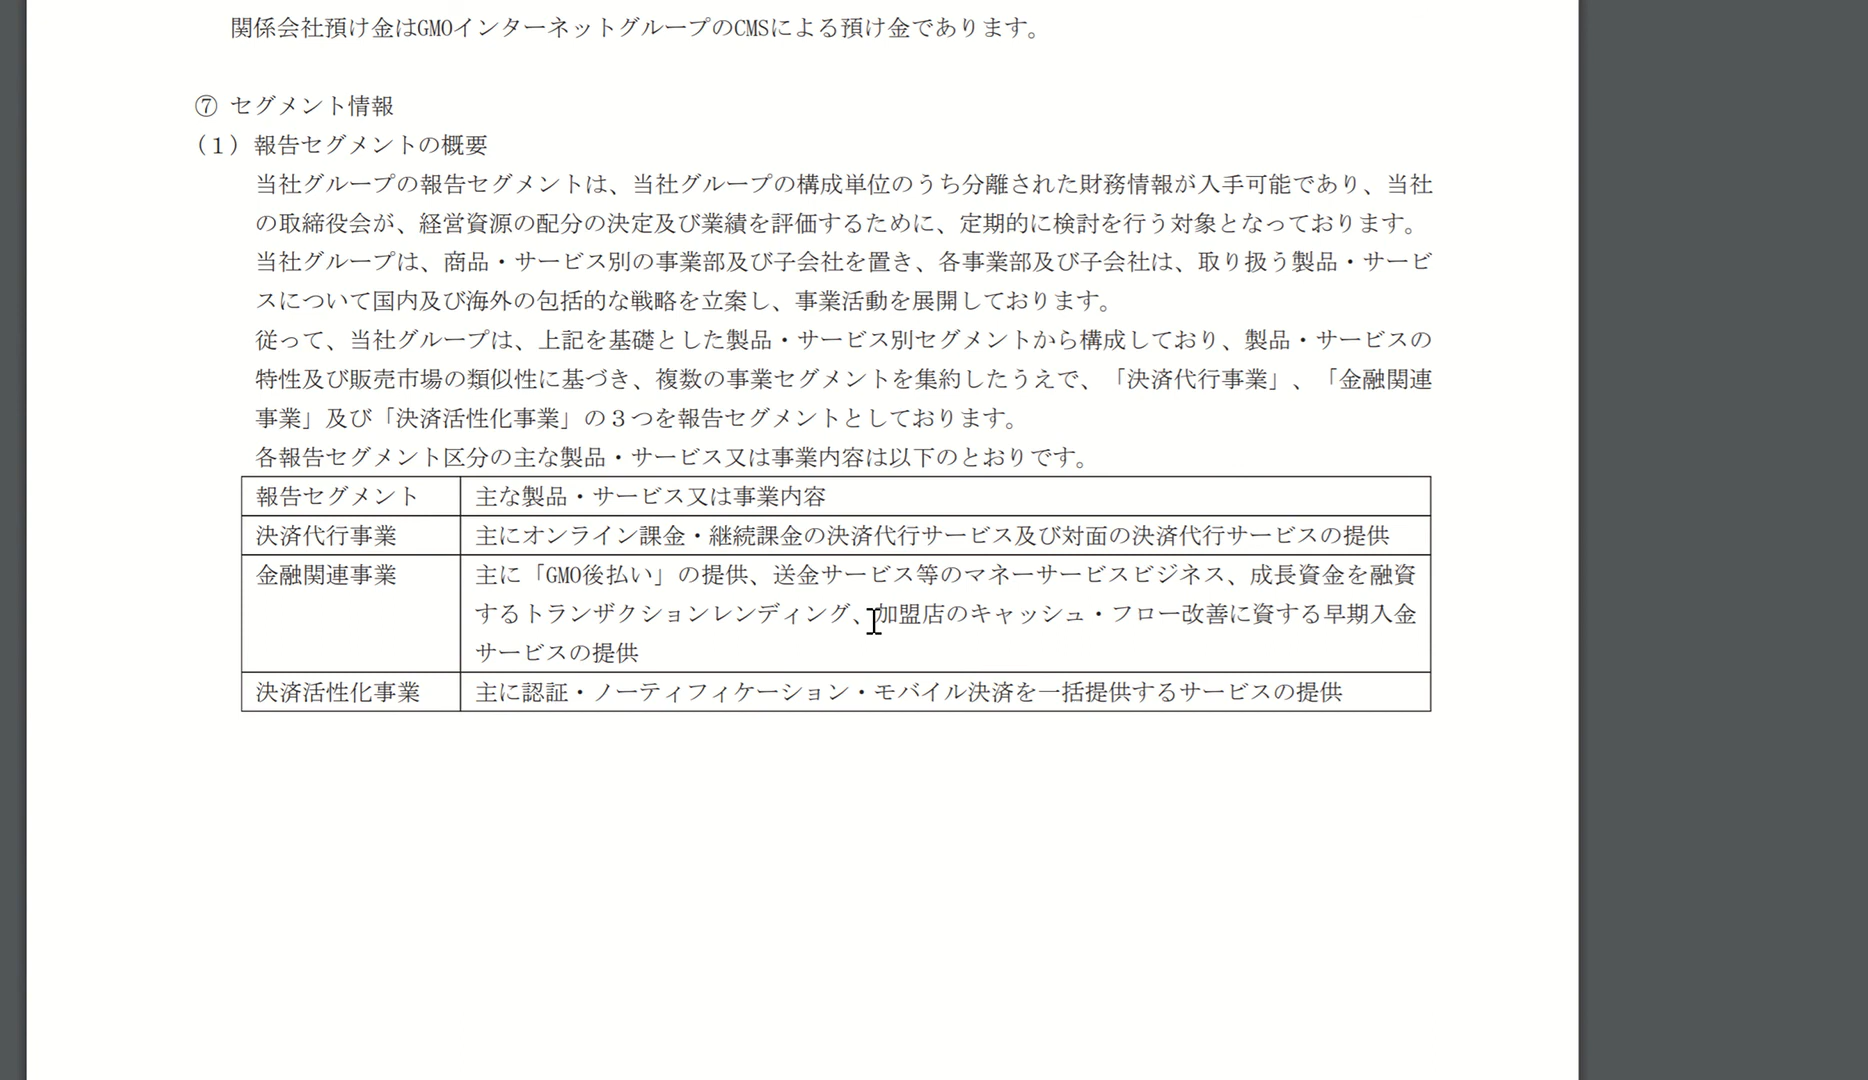 関係会社預け金はGMOインターネットグループのCMSによる預け金であります。
⑦ セグメント情報
（１）報告セグメントの概要
当社グループの報告セグメントは、当社グループの構成単位のうち分離された財務情報が入手可能であり、当社
の取締役会が、経営資源の配分の決定及び業績を評価するために、定期的に検討を行う対象となっております。
当社グループは、商品・サービス別の事業部及び子会社を置き、各事業部及び子会社は、取り扱う製品・サービ
スについて国内及び海外の包括的な戦略を立案し、事業活動を展開しております。
従って、当社グループは、上記を基礎とした製品・サービス別セグメントから構成しており、製品・サービスの
特性及び販売市場の類似性に基づき、複数の事業セグメントを集約したうえで、「決済代行事業」、「金融関連
事業」及び「決済活性化事業」の３つを報告セグメントとしております。
各報告セグメント区分の主な製品・サービス又は事業内容は以下のとおりです。
報告セグメント 主な製品・サービス又は事業内容
決済代行事業 主にオンライン課金・継続課金の決済代行サービス及び対面の決済代行サービスの提供
金融関連事業 主に「GMO後払い」の提供、送金サービス等のマネーサービスビジネス、成長資金を融資
するトランザクションレンディング、加盟店のキャッシュ・フロー改善に資する早期入金
サービスの提供
決済活性化事業 主に認証・ノーティフィケーション・モバイル決済を一括提供するサービスの提供